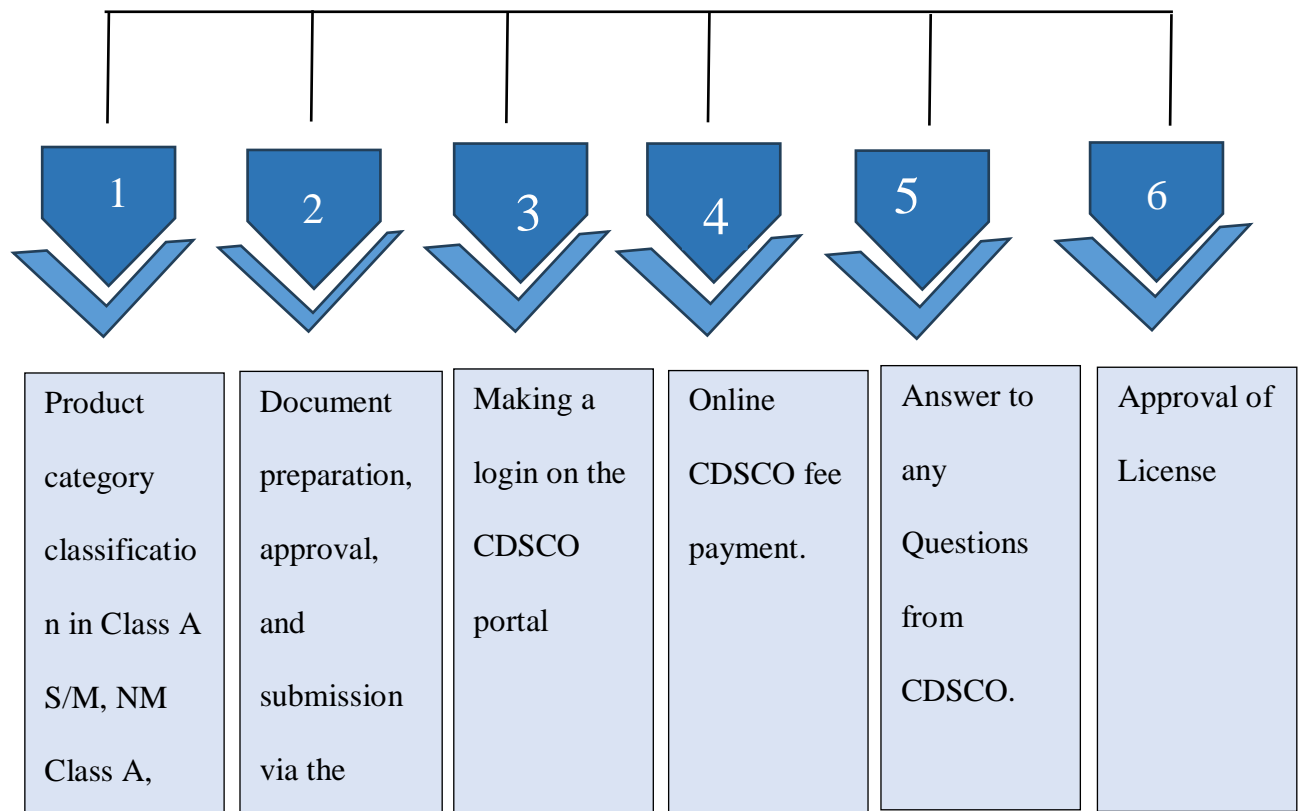 1
2
3
4
5
6
Product
category
classificatio
n in Class A
S/M, NM
Class A,
Document
preparation,
approval,
and
submission
via the
Making a
login on the
CDSCO
portal
Online
CDSCO fee
payment.
Answer to
any
Questions
from
CDSCO.
Approval of
License